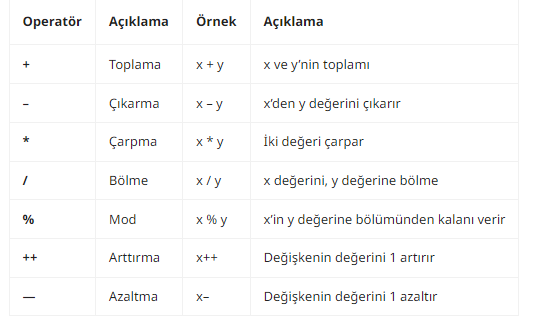 Operatör Açıklama Örnek Açıklama
+ Toplama x + y x ve y’nin toplamı
– Çıkarma x – y x’den y değerini çıkarır
* Çarpma x * y İki değeri çarpar
/ Bölme x / y x değerini, y değerine bölme
% Mod x % y x’in y değerine bölümünden kalanı verir
++ Arttırma x++ Değişkenin değerini 1 artırır
— Azaltma x– Değişkenin değerini 1 azaltır